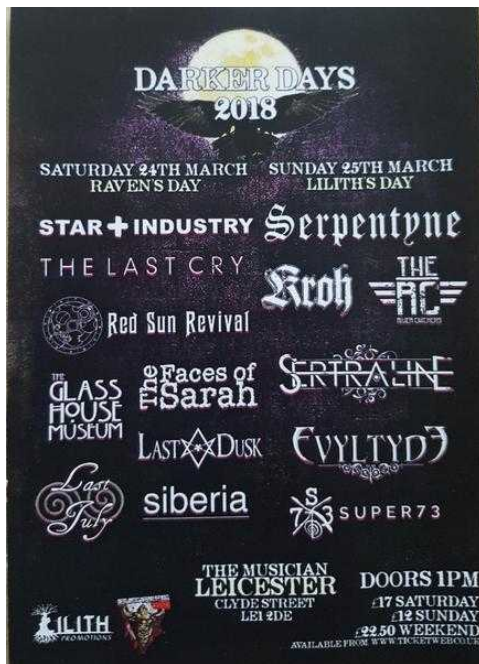 DARKER DAYS
2018
SATURDAY 24TH MARCH
RAVEN'S DAY
STAR + INDUSTRY
THE LAST CRY
Red Sun Revival
THE GLASS HOUSE MUSEUM
The Faces of Sarah
LAST DUSK
Last July
siberia
SUNDAY 25TH MARCH
LILITH'S DAY
Serpentyne
Kroh
THE RC
SERTRALINE
EVYLTYDE
7S3 SUPER73
LILITH
PROMOTIONS
THE MUSICIAN
LEICESTER
CLYDE STREET
LE1 2DE
DOORS 1PM
£17 SATURDAY
£12 SUNDAY
£22.50 WEEKEND
AVAILABLE FROM WWW.TICKETWEB.CO.UK